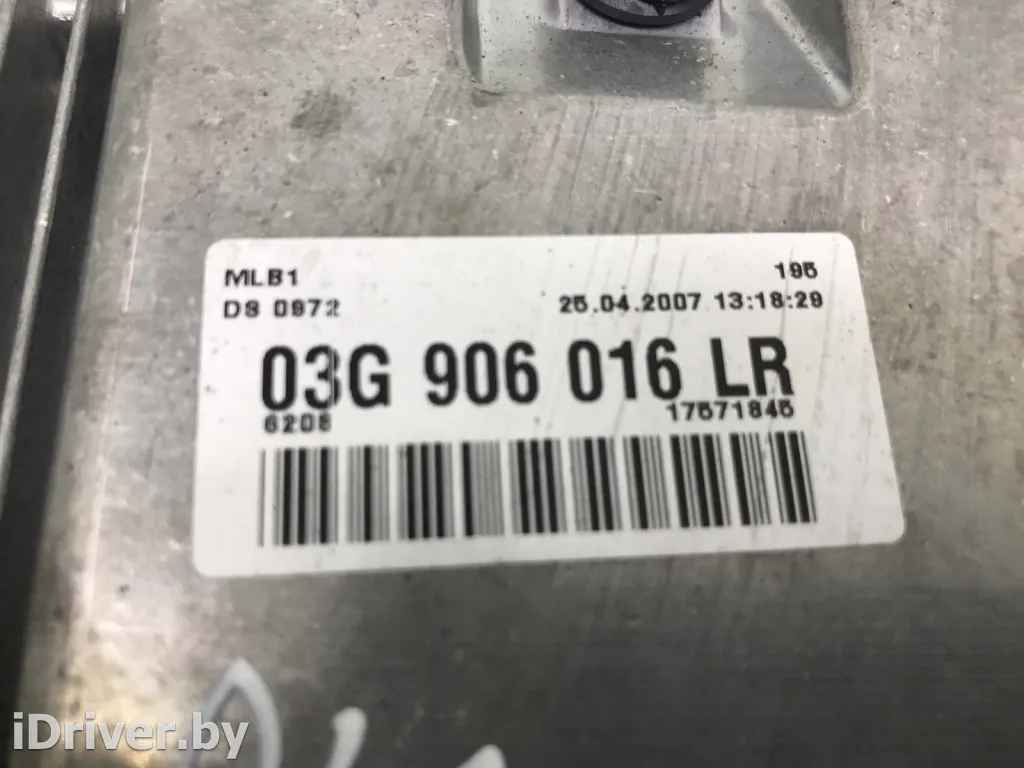 MLB1 195
DS 0972 25.04.2007 13:18:29
03G 906 016 LR
6208 17571845
iDriver.by